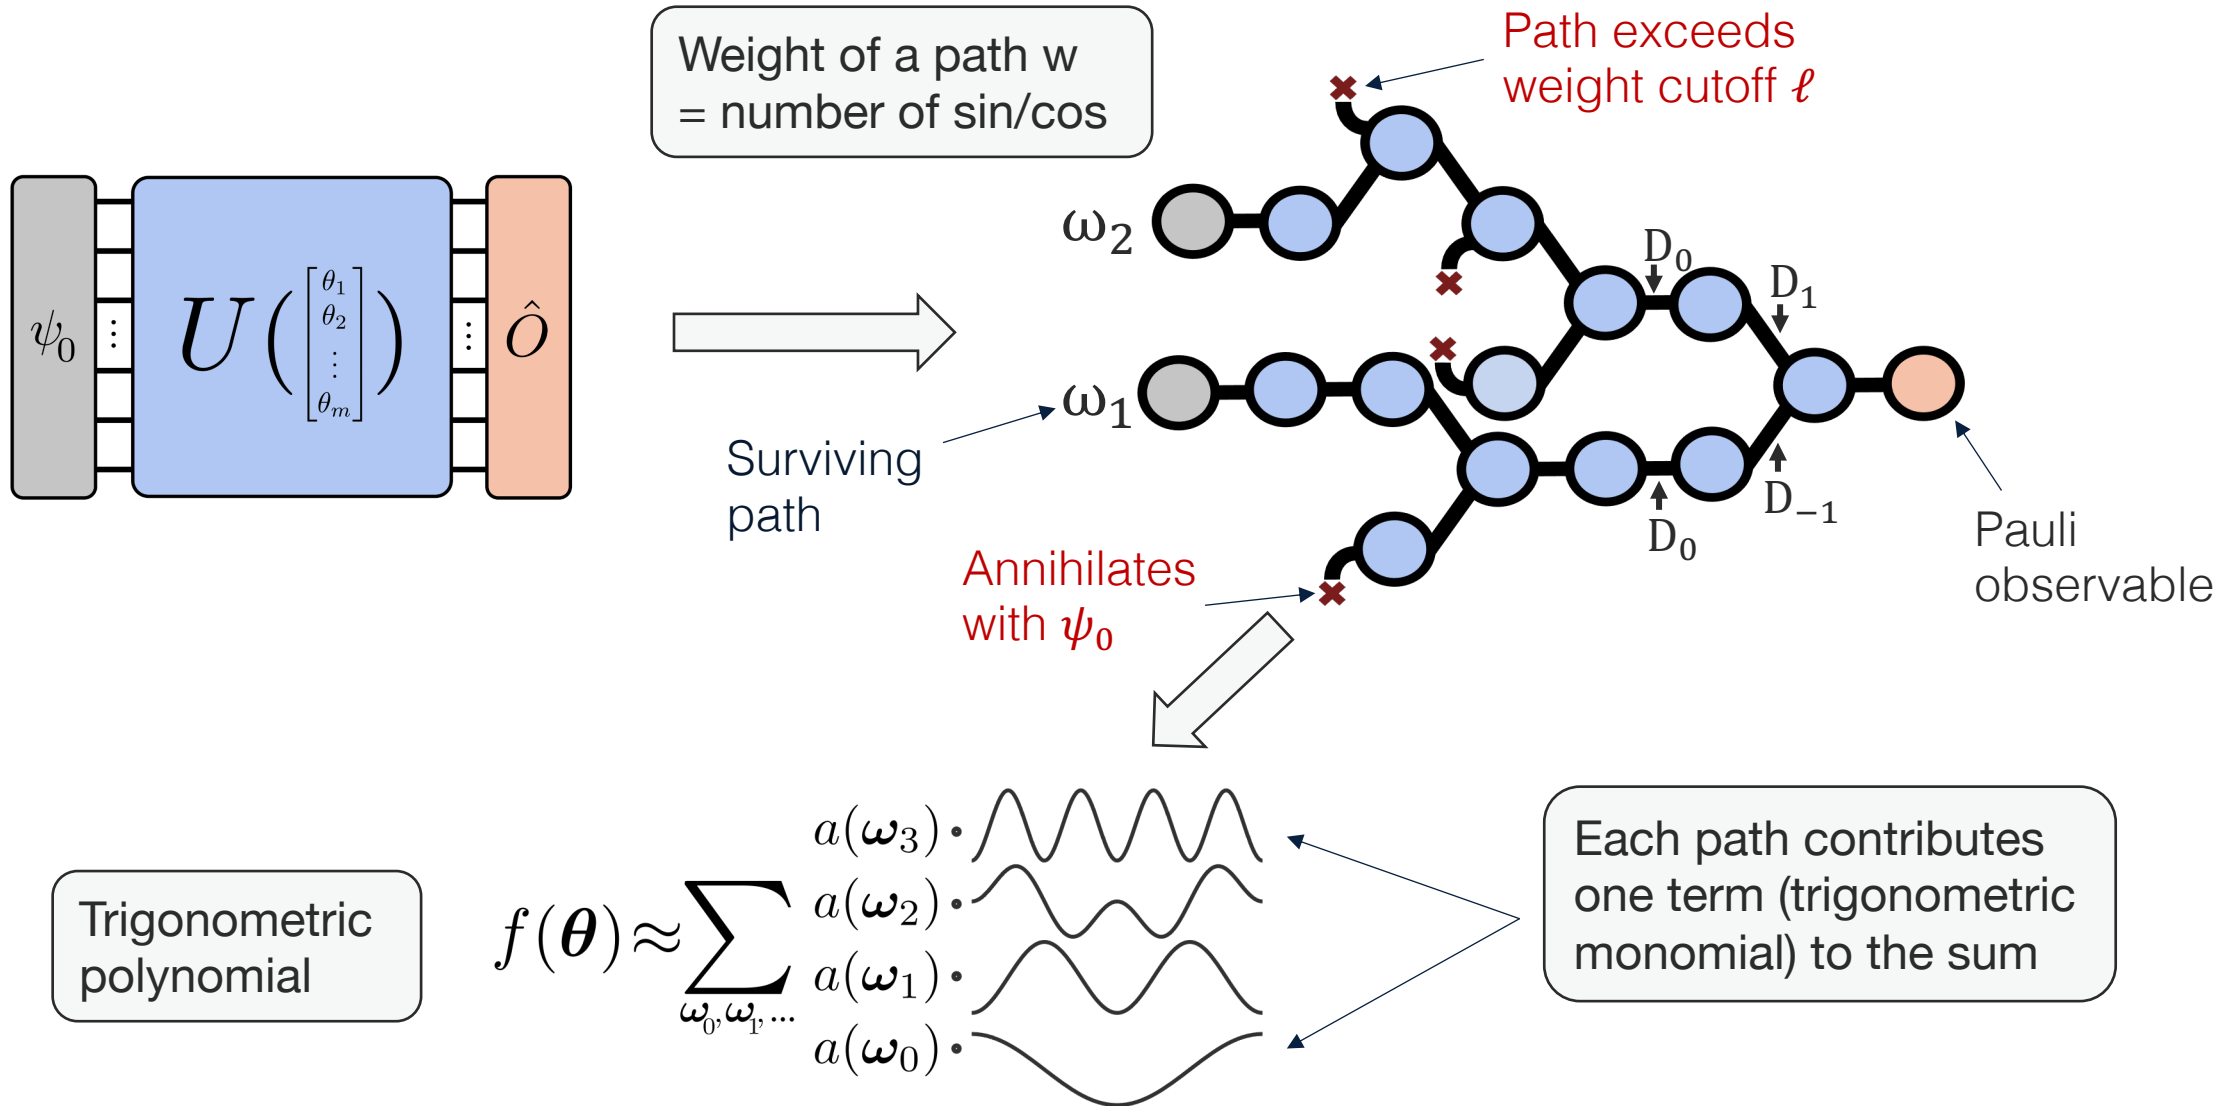 Weight of a path w
= number of sin/cos
Path exceeds
weight cutoff ℓ
ψ₀
⋮
U([θ₁ θ₂ ⋮ θₘ])
⋮
Ô
ω₂
D₀
D₁
ω₁
Surviving
path
D₋₁
D₀
Pauli
observable
Annihilates
with ψ₀
Trigonometric
polynomial
f(θ)≈∑
ω₀,ω₁,...
a(ω₃)·
a(ω₂)·
a(ω₁)·
a(ω₀)·
Each path contributes
one term (trigonometric
monomial) to the sum